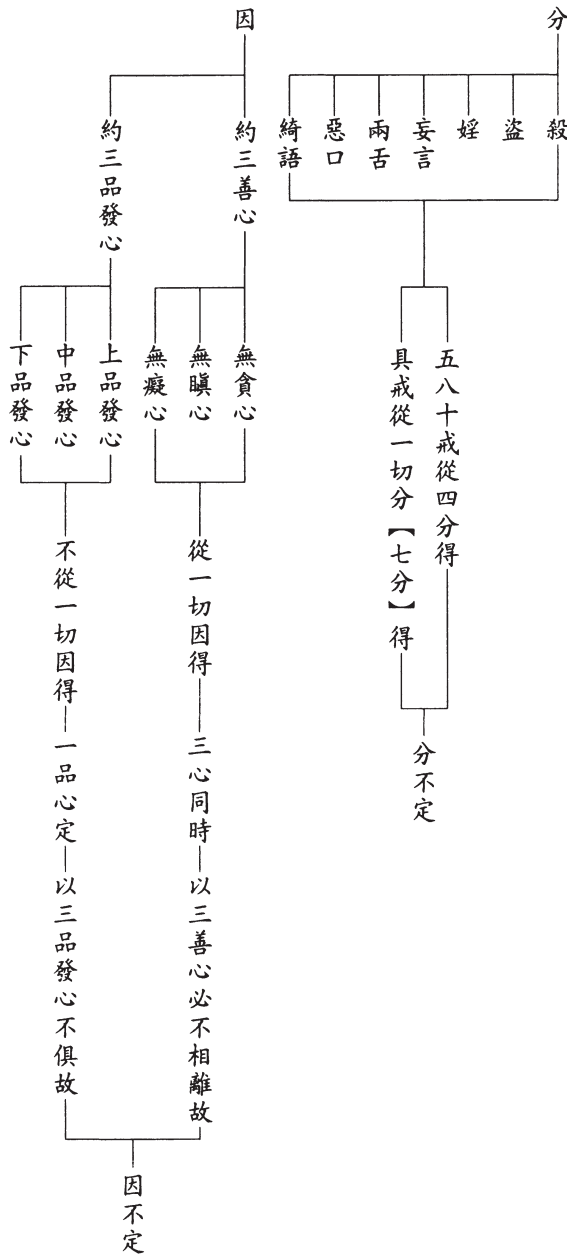 分
殺
盜
婬
妄言
兩舌
惡口
綺語
五八十戒從四分得
具戒從一切分【七分】得
分不定
因
約三善心
無貪心
無瞋心
無癡心
從一切因得
三心同時
以三善心必不相離故
約三品發心
上品發心
中品發心
下品發心
不從一切因得
一品心定
以三品發心不俱故
因不定